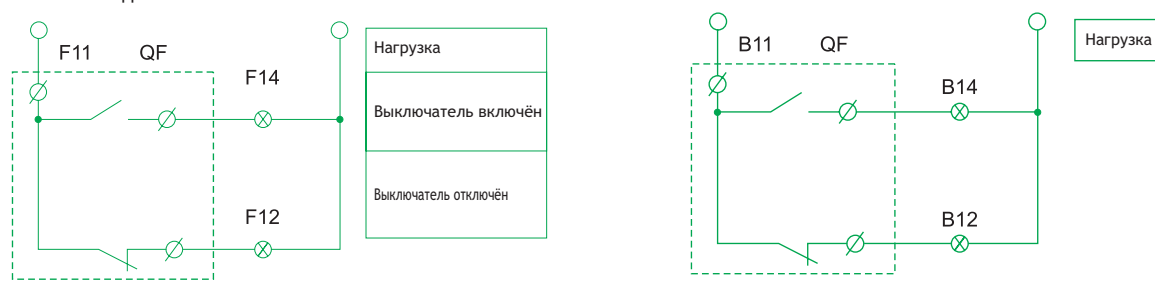 F11 QF
F14
F12
Нагрузка
Выключатель включён
Выключатель отключён
B11 QF
B14
B12
Нагрузка